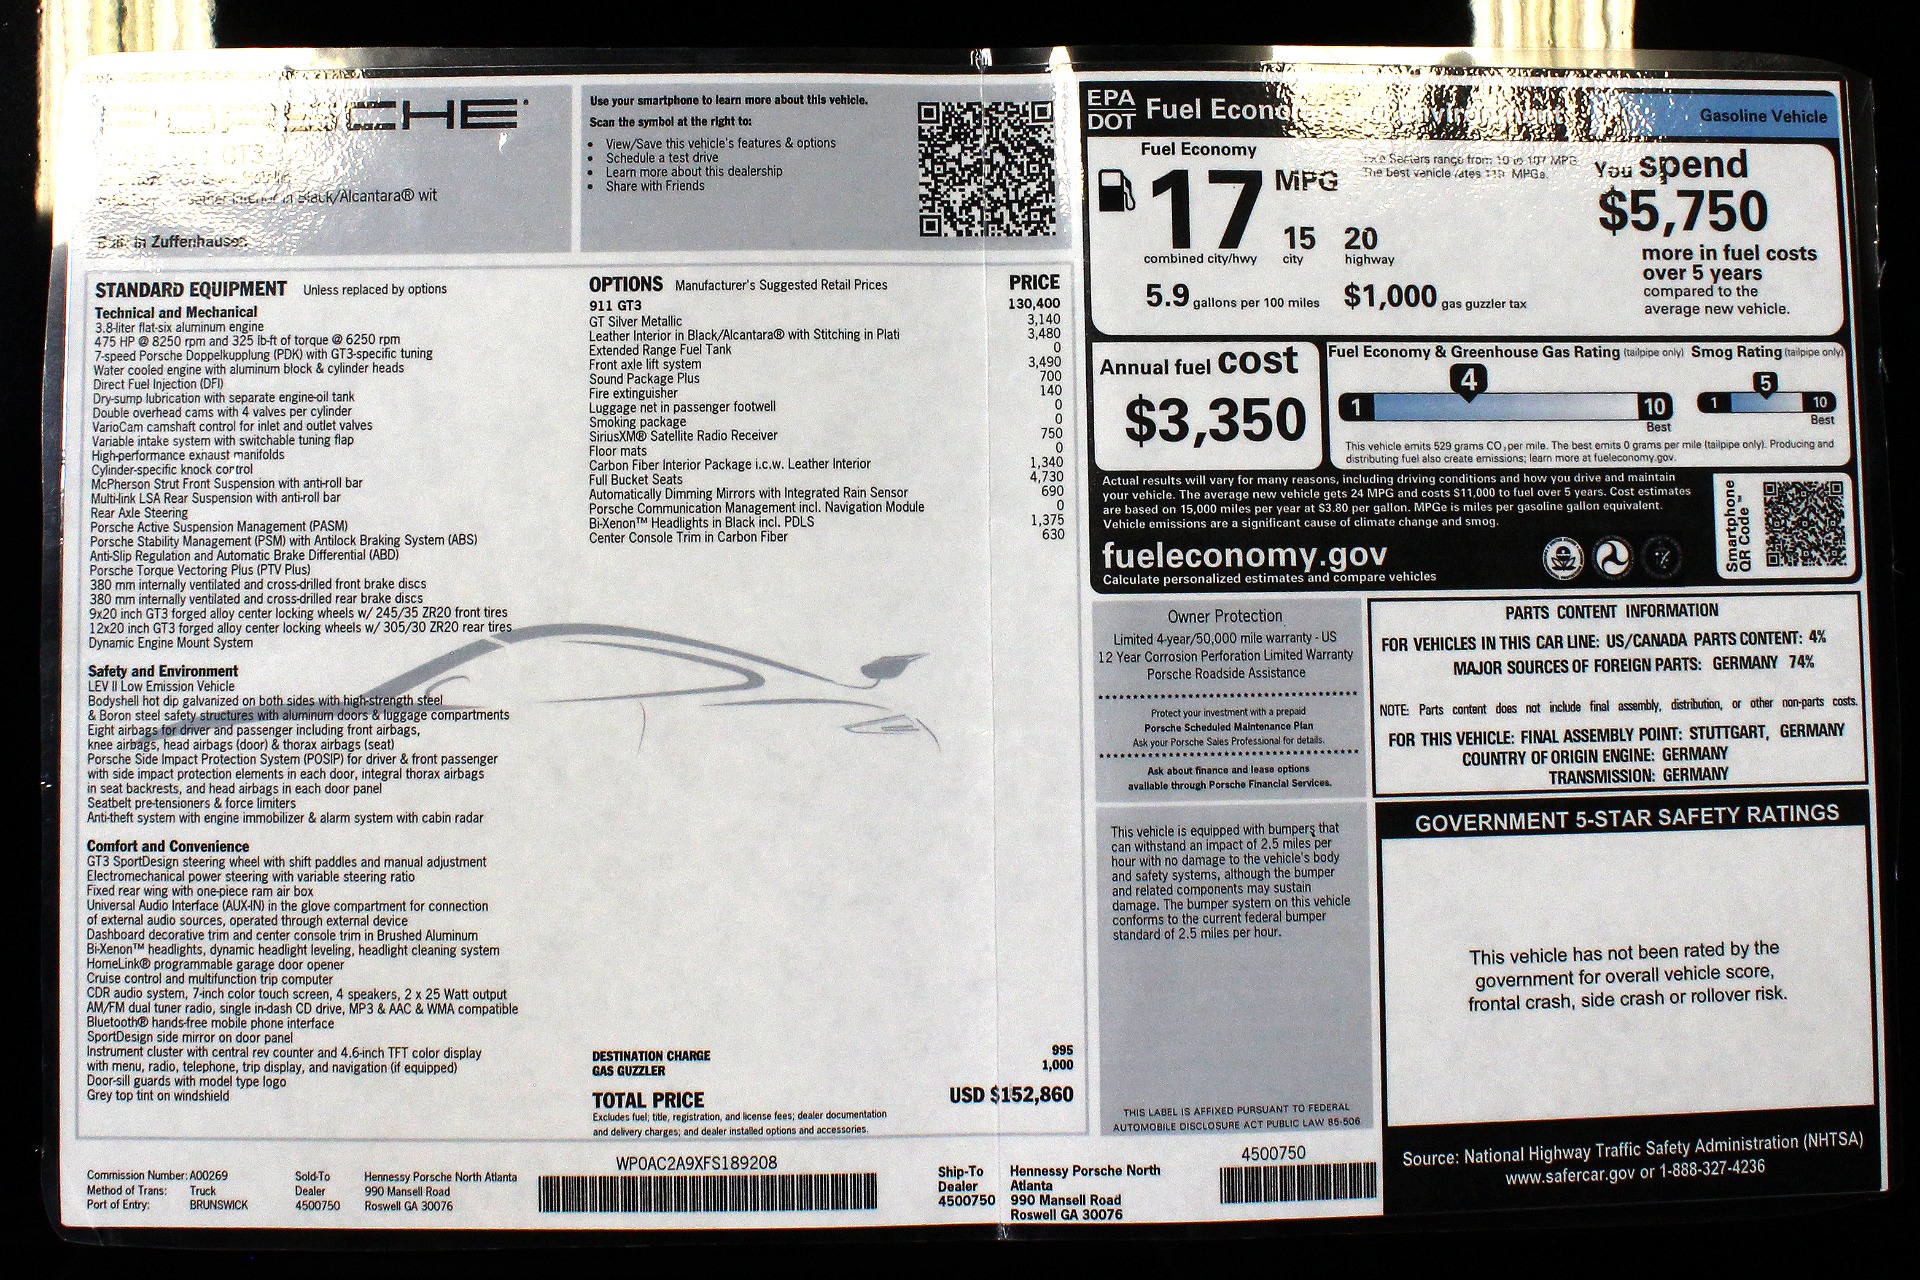 PORSCHE
911 GT3
Leather Interior in Black/Alcantara® wit
Built in Zuffenhausen
Use your smartphone to learn more about this vehicle.
Scan the symbol at the right to:
• View/Save this vehicle's features & options
• Schedule a test drive
• Learn more about this dealership
• Share with Friends
STANDARD EQUIPMENT Unless replaced by options
Technical and Mechanical
3.8-liter flat-six aluminum engine
475 HP @ 8250 rpm and 325 lb-ft of torque @ 6250 rpm
7-speed Porsche Doppelkupplung (PDK) with GT3-specific tuning
Water cooled engine with aluminum block & cylinder heads
Direct Fuel Injection (DFI)
Dry-sump lubrication with separate engine-oil tank
Double overhead cams with 4 valves per cylinder
VarioCam camshaft control for inlet and outlet valves
Variable intake system with switchable tuning flap
High-performance exhaust manifolds
Cylinder-specific knock control
McPherson Strut Front Suspension with anti-roll bar
Multi-link LSA Rear Suspension with anti-roll bar
Rear Axle Steering
Porsche Active Suspension Management (PASM)
Porsche Stability Management (PSM) with Antilock Braking System (ABS)
Anti-Slip Regulation and Automatic Brake Differential (ABD)
Porsche Torque Vectoring Plus (PTV Plus)
380 mm internally ventilated and cross-drilled front brake discs
380 mm internally ventilated and cross-drilled rear brake discs
9x20 inch GT3 forged alloy center locking wheels w/ 245/35 ZR20 front tires
12x20 inch GT3 forged alloy center locking wheels w/ 305/30 ZR20 rear tires
Dynamic Engine Mount System
Safety and Environment
LEV II Low Emission Vehicle
Bodyshell hot dip galvanized on both sides with high-strength steel
& Boron steel safety structures with aluminum doors & luggage compartments
Eight airbags for driver and passenger including front airbags,
knee airbags, head airbags (door) & thorax airbags (seat)
Porsche Side Impact Protection System (POSIP) for driver & front passenger
with side impact protection elements in each door, integral thorax airbags
in seat backrests, and head airbags in each door panel
Seatbelt pre-tensioners & force limiters
Anti-theft system with engine immobilizer & alarm system with cabin radar
Comfort and Convenience
GT3 SportDesign steering wheel with shift paddles and manual adjustment
Electromechanical power steering with variable steering ratio
Fixed rear wing with one-piece ram air box
Universal Audio Interface (AUX-IN) in the glove compartment for connection
of external audio sources, operated through external device
Dashboard decorative trim and center console trim in Brushed Aluminum
Bi-Xenon™ headlights, dynamic headlight leveling, headlight cleaning system
HomeLink® programmable garage door opener
Cruise control and multifunction trip computer
CDR audio system, 7-inch color touch screen, 4 speakers, 2 x 25 Watt output
AM/FM dual tuner radio, single in-dash CD drive, MP3 & AAC & WMA compatible
Bluetooth® hands-free mobile phone interface
SportDesign side mirror on door panel
Instrument cluster with central rev counter and 4.6-inch TFT color display
with menu, radio, telephone, trip display, and navigation (if equipped)
Door-sill guards with model type logo
Grey top tint on windshield
OPTIONS Manufacturer's Suggested Retail Prices PRICE
911 GT3 130,400
GT Silver Metallic 3,140
Leather Interior in Black/Alcantara® with Stitching in Plati 3,480
Extended Range Fuel Tank 0
Front axle lift system 3,490
Sound Package Plus 700
Fire extinguisher 140
Luggage net in passenger footwell 0
Smoking package 0
SiriusXM® Satellite Radio Receiver 750
Floor mats 0
Carbon Fiber Interior Package i.c.w. Leather Interior 1,340
Full Bucket Seats 4,730
Automatically Dimming Mirrors with Integrated Rain Sensor 690
Porsche Communication Management incl. Navigation Module 0
Bi-Xenon™ Headlights in Black incl. PDLS 1,375
Center Console Trim in Carbon Fiber 630
DESTINATION CHARGE 995
GAS GUZZLER 1,000
TOTAL PRICE USD $152,860
Excludes fuel; title, registration, and license fees; dealer documentation
and delivery charges; and dealer installed options and accessories.
Commission Number: A00269
Method of Trans: Truck
Port of Entry: BRUNSWICK
Sold-To
Dealer
4500750
Hennessy Porsche North Atlanta
990 Mansell Road
Roswell GA 30076
WP0AC2A9XFS189208
Ship-To
Dealer
4500750
Hennessy Porsche North
Atlanta
990 Mansell Road
Roswell GA 30076
4500750
EPA
DOT
Fuel Economy and Environment
Gasoline Vehicle
Fuel Economy
17 MPG
combined city/hwy
15
city
20
highway
range from 10 to 107 MPG.
The best vehicle rates MPGe.
5.9 gallons per 100 miles
$1,000 gas guzzler tax
You spend
$5,750
more in fuel costs
over 5 years
compared to the
average new vehicle.
Annual fuel cost
$3,350
Fuel Economy & Greenhouse Gas Rating (tailpipe only)
4
1
10
Best
Smog Rating (tailpipe only)
5
1
10
Best
This vehicle emits 529 grams CO2 per mile. The best emits 0 grams per mile (tailpipe only). Producing and
distributing fuel also create emissions; learn more at fueleconomy.gov.
Actual results will vary for many reasons, including driving conditions and how you drive and maintain
your vehicle. The average new vehicle gets 24 MPG and costs $11,000 to fuel over 5 years. Cost estimates
are based on 15,000 miles per year at $3.80 per gallon. MPGe is miles per gasoline gallon equivalent.
Vehicle emissions are a significant cause of climate change and smog.
fueleconomy.gov
Calculate personalized estimates and compare vehicles
Smartphone
QR Code™
Owner Protection
Limited 4-year/50,000 mile warranty - US
12 Year Corrosion Perforation Limited Warranty
Porsche Roadside Assistance
Protect your investment with a prepaid
Porsche Scheduled Maintenance Plan
Ask your Porsche Sales Professional for details.
Ask about finance and lease options
available through Porsche Financial Services.
This vehicle is equipped with bumpers that
can withstand an impact of 2.5 miles per
hour with no damage to the vehicle's body
and safety systems, although the bumper
and related components may sustain
damage. The bumper system on this vehicle
conforms to the current federal bumper
standard of 2.5 miles per hour.
THIS LABEL IS AFFIXED PURSUANT TO FEDERAL
AUTOMOBILE DISCLOSURE ACT PUBLIC LAW 85-506
PARTS CONTENT INFORMATION
FOR VEHICLES IN THIS CAR LINE: US/CANADA PARTS CONTENT: 4%
MAJOR SOURCES OF FOREIGN PARTS: GERMANY 74%
NOTE: Parts content does not include final assembly, distribution, or other non-parts costs.
FOR THIS VEHICLE: FINAL ASSEMBLY POINT: STUTTGART, GERMANY
COUNTRY OF ORIGIN ENGINE: GERMANY
TRANSMISSION: GERMANY
GOVERNMENT 5-STAR SAFETY RATINGS
This vehicle has not been rated by the
government for overall vehicle score,
frontal crash, side crash or rollover risk.
Source: National Highway Traffic Safety Administration (NHTSA)
www.safercar.gov or 1-888-327-4236